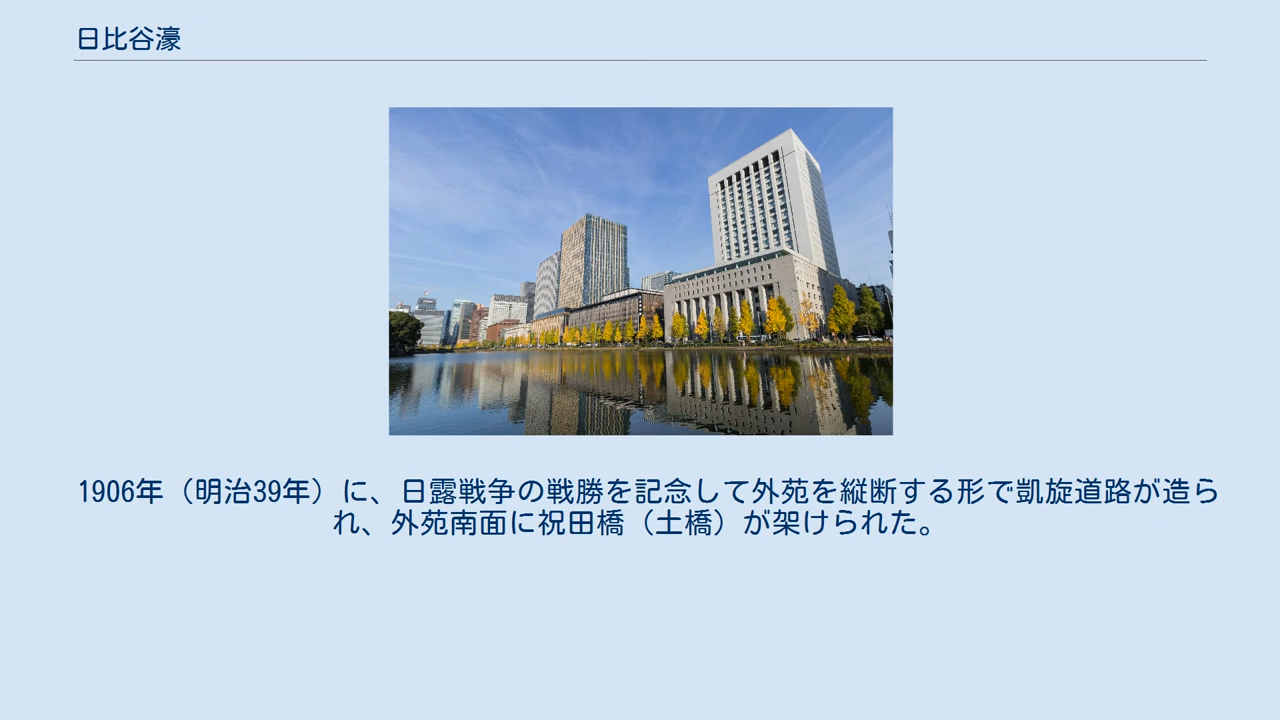 日比谷濠
1906年（明治39年）に、日露戦争の戦勝を記念して外苑を縦断する形で凱旋道路が造ら
れ、外苑南面に祝田橋（土橋）が架けられた。